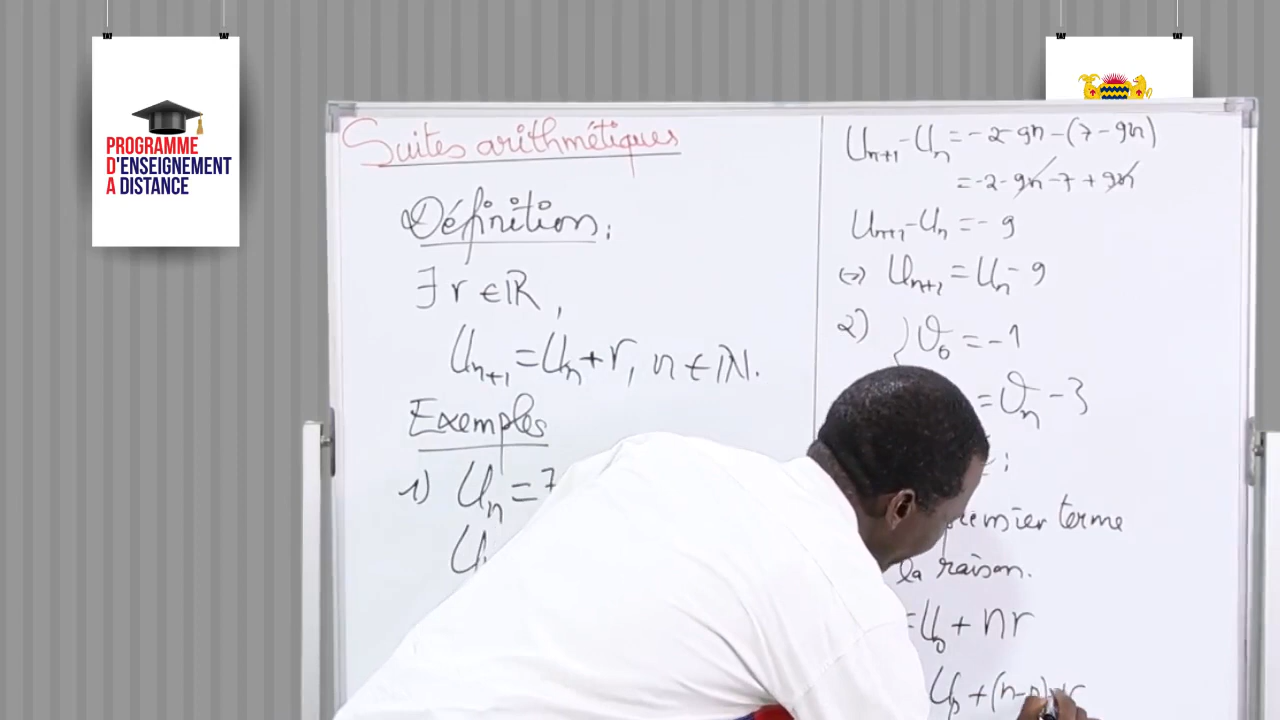 PROGRAMME
D'ENSEIGNEMENT
A DISTANCE
Suites arithmétiques
Définition:
∃ r ∈ ℝ,
Uₙ₊₁ = Uₙ + r, n ∈ ℕ.
Exemples
1) Uₙ = 7
U
Uₙ₊₁ - Uₙ = -2 - 9n - (7 - 9n)
= -2 - 9n - 7 + 9n
Uₙ₊₁ - Uₙ = - 9
(=) Uₙ₊₁ = Uₙ - 9
2) { V₀ = -1
= Vₙ - 3
:
premier terme
la raison.
= U₀ + nr
Uₚ + (n-p)